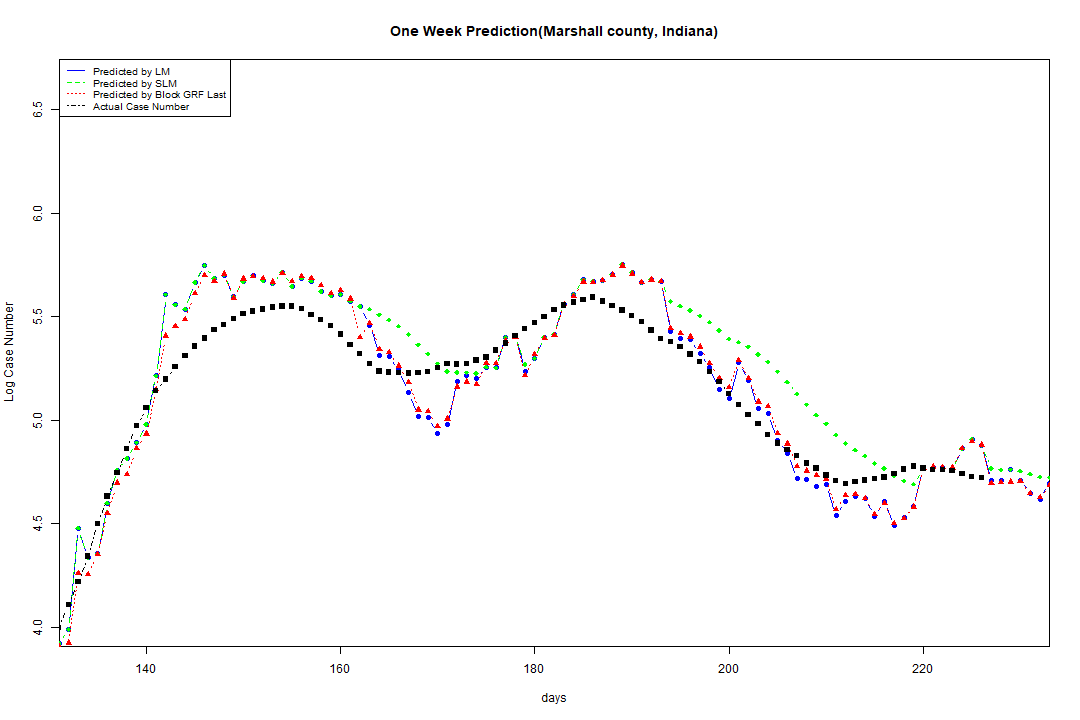 One Week Prediction(Marshall county, Indiana)
Predicted by LM
Predicted by SLM
Predicted by Block GRF Last
Actual Case Number
6.5
6.0
5.5
5.0
4.5
4.0
Log Case Number
140 160 180 200 220
days